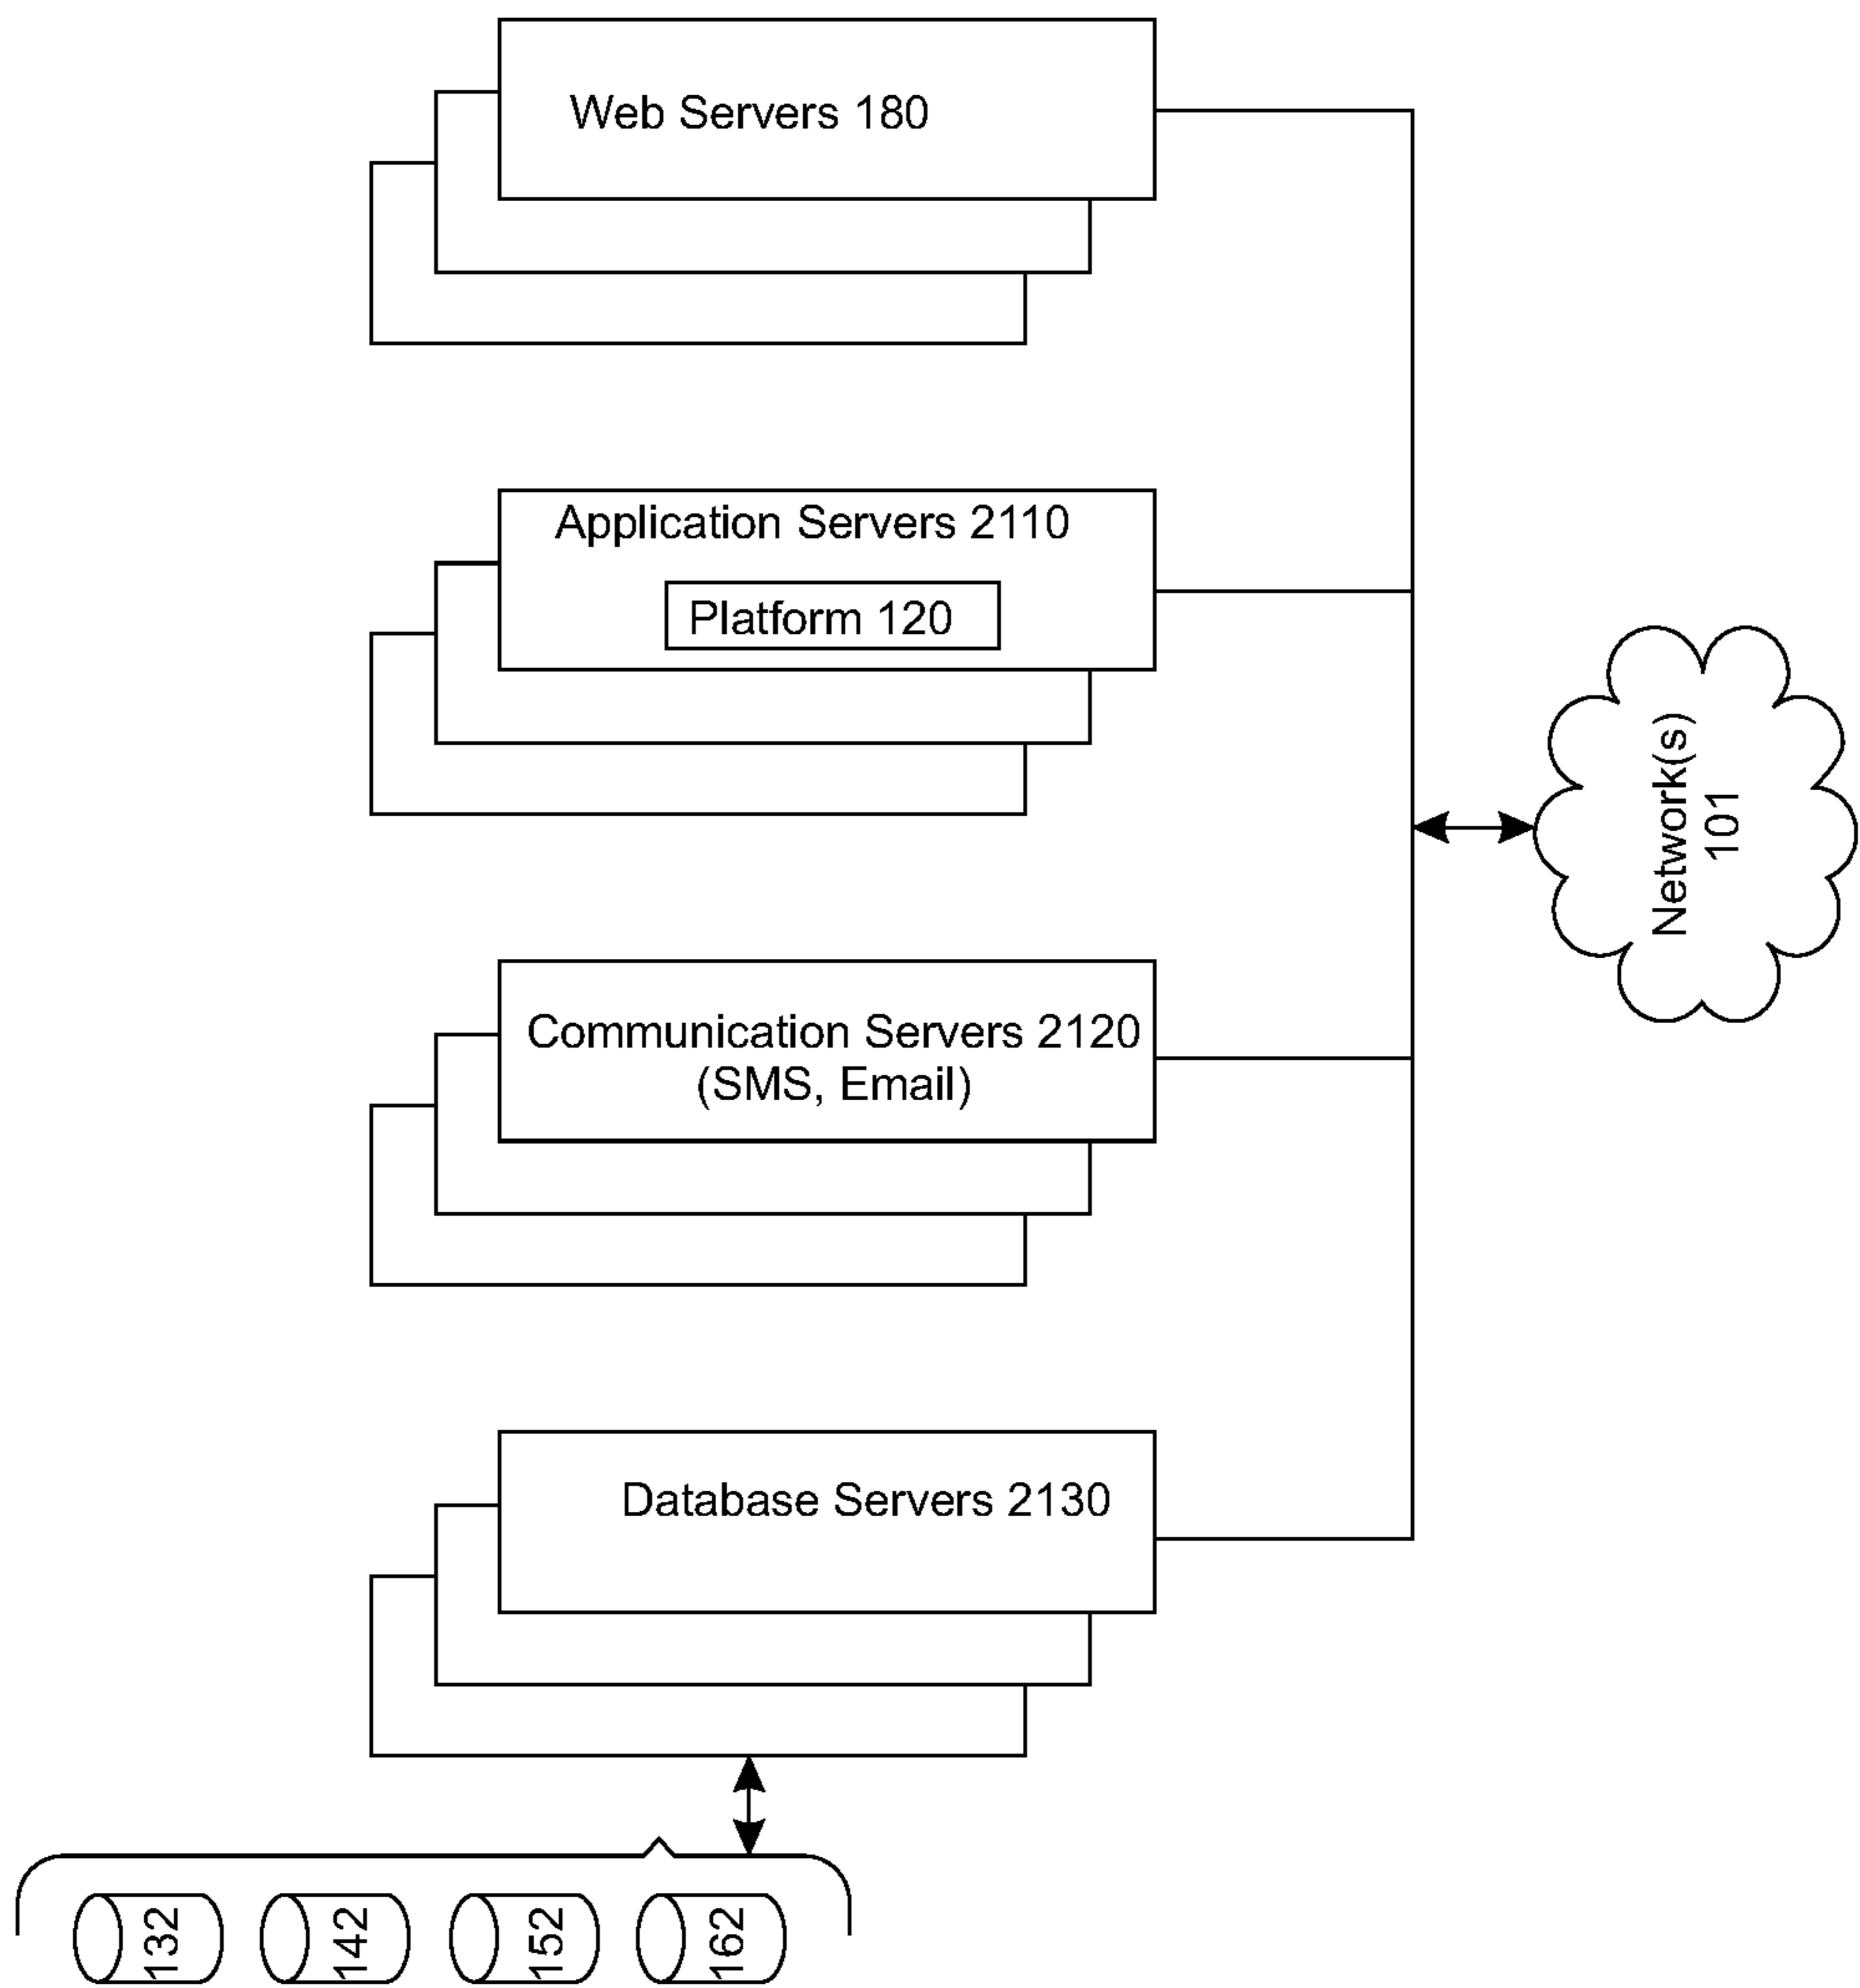 Web Servers 180
Application Servers 2110
Platform 120
Network(s)
101
Communication Servers 2120
(SMS, Email)
Database Servers 2130
132
142
152
162